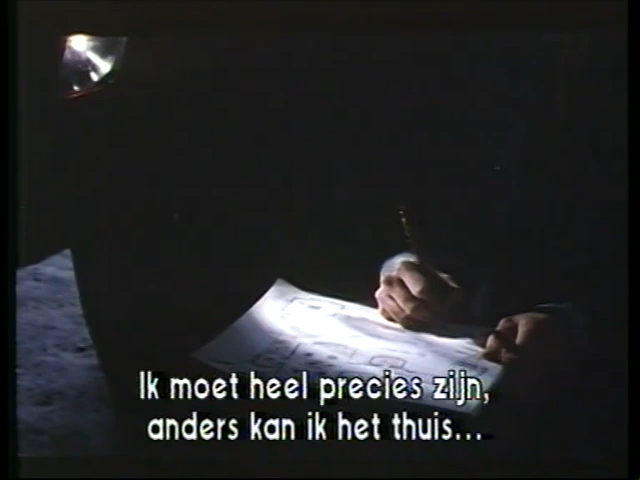 Ik moet heel precies zijn,
anders kan ik het thuis...